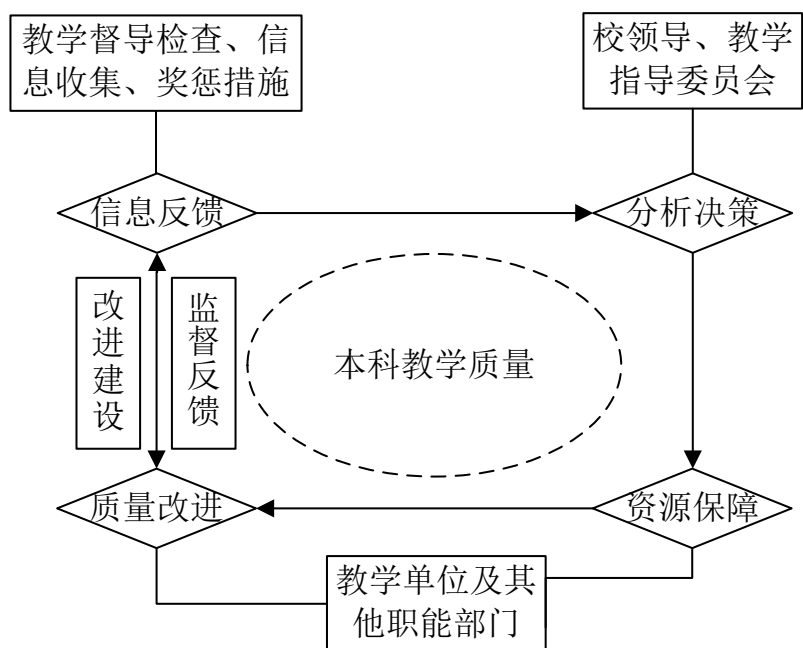 教学督导检查、信
息收集、奖惩措施
校领导、教学
指导委员会
信息反馈
分析决策
改进建设
监督反馈
本科教学质量
质量改进
资源保障
教学单位及其
他职能部门